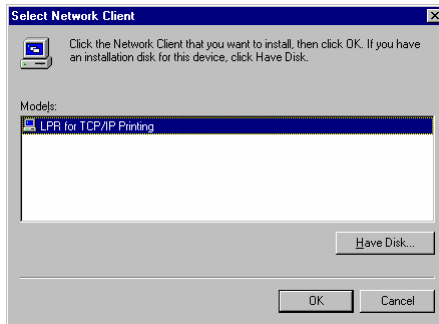 Select Network Client
Click the Network Client that you want to install, then click OK. If you have
an installation disk for this device, click Have Disk.
Models:
LPR for TCP/IP Printing
Have Disk...
OK
Cancel